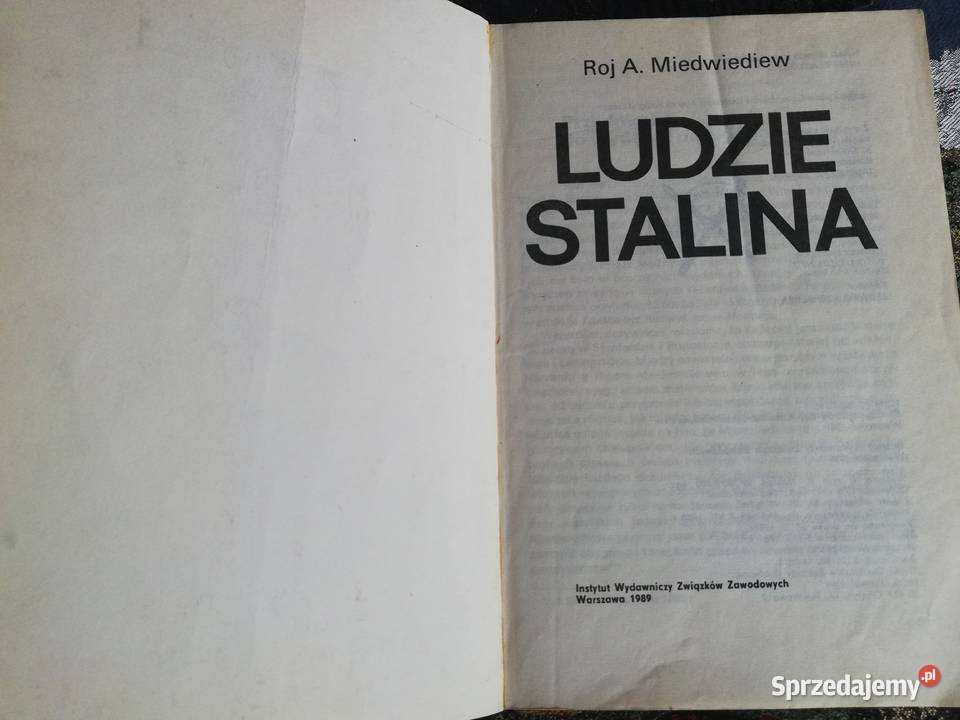 Roj A. Miedwiediew
LUDZIE
STALINA
Instytut Wydawniczy Związków Zawodowych
Warszawa 1989
Sprzedajemy.pl